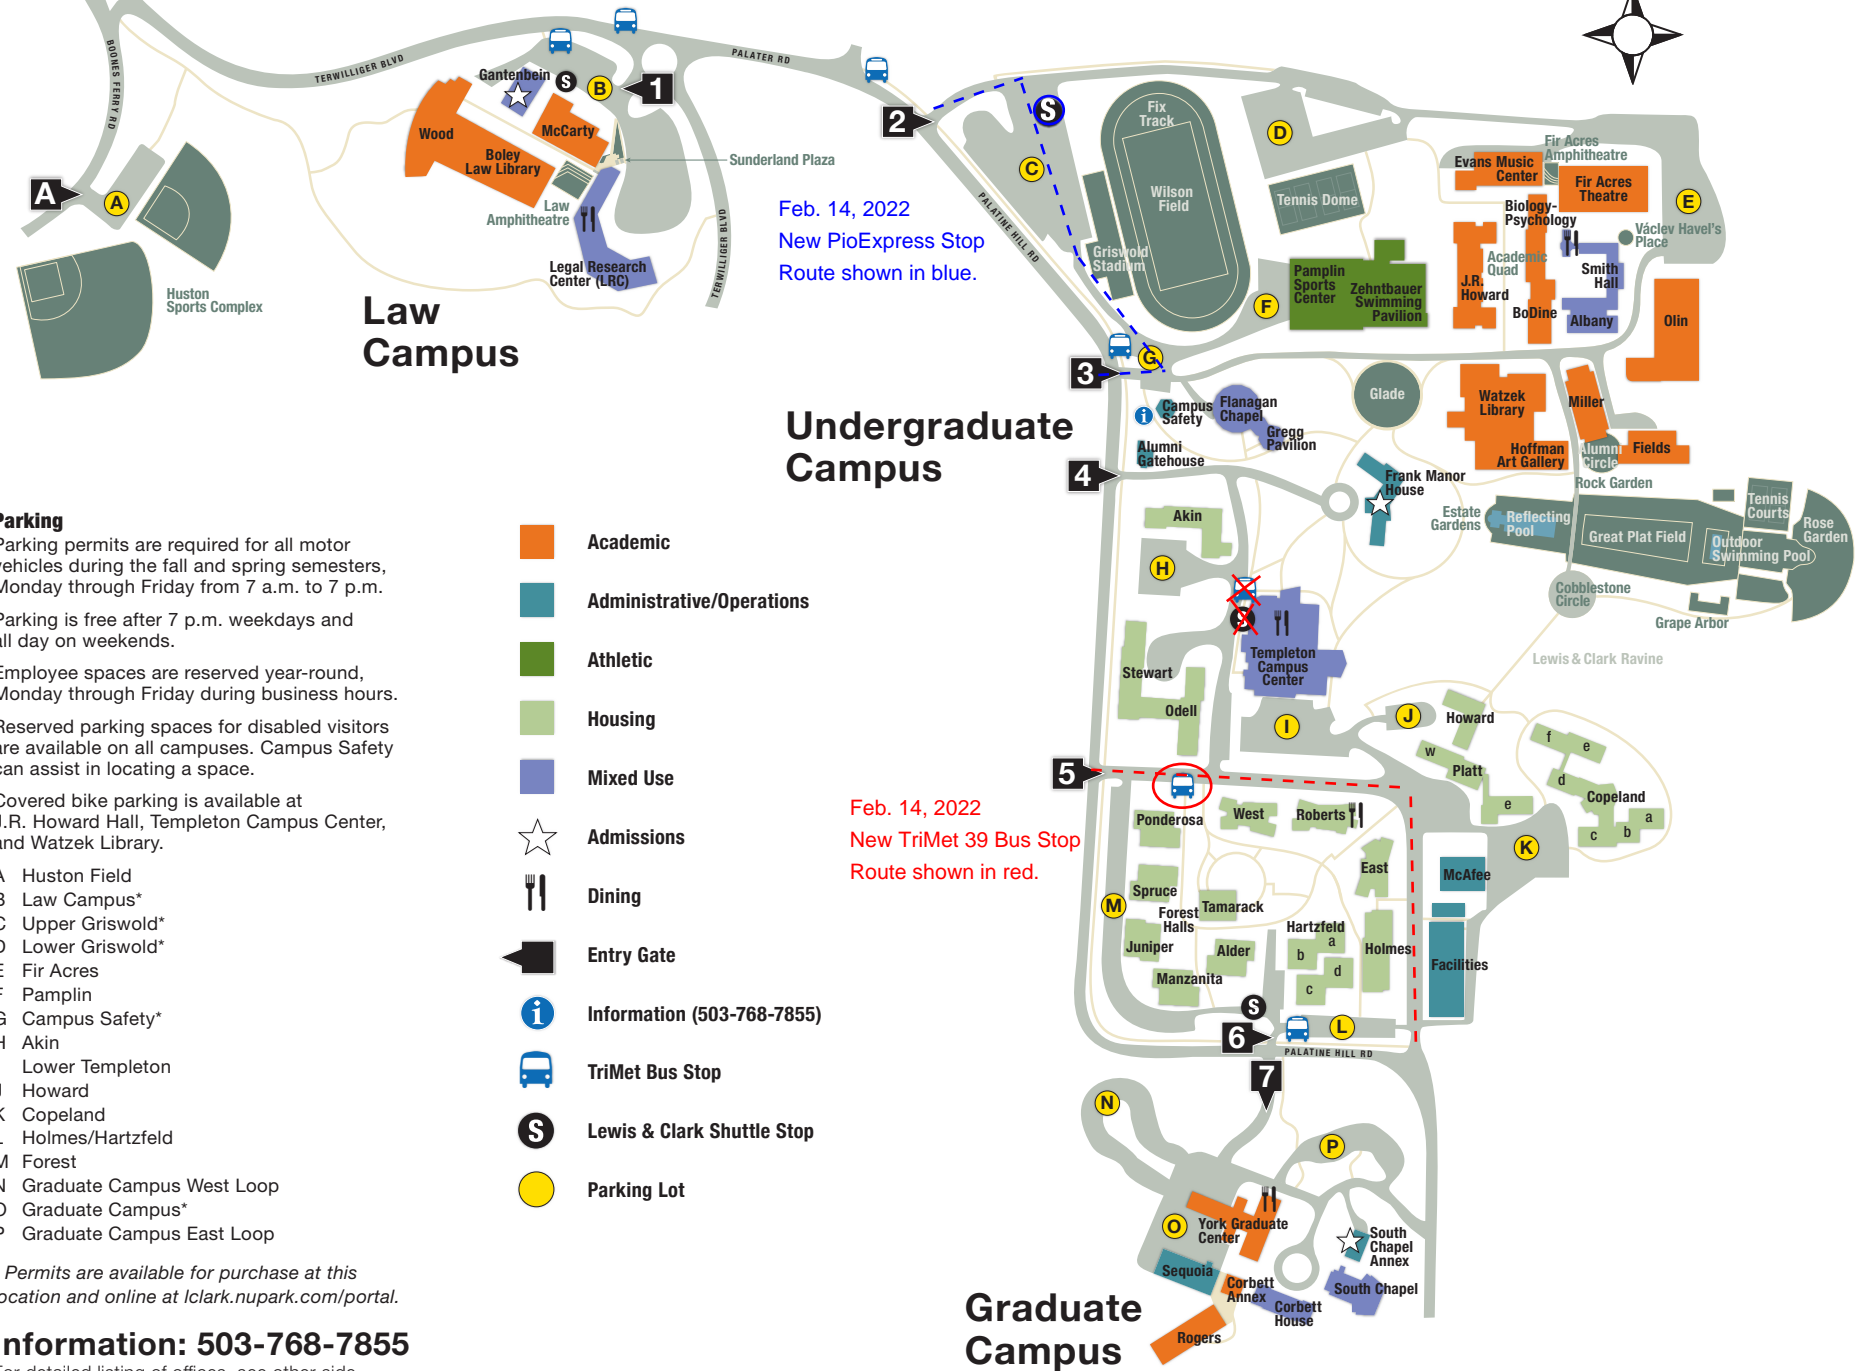 BOONES FERRY RD
TERWILLIGER BLVD
PALATER RD
Gantenbein
S
B
1
2
S
C
Wood
McCarty
Boley
Law Library
Sunderland Plaza
Law
Amphitheatre
Legal Research
Center (LRC)
TERWILLIGER BLVD
A
A
Huston
Sports Complex
Law
Campus
Feb. 14, 2022
New PioExpress Stop
Route shown in blue.
PALATINE HILL RD
Fix
Track
Wilson
Field
Griswold
Stadium
D
Tennis Dome
Pamplin
Sports
Center
Zehntbauer
Swimming
Pavilion
F
G
3
Evans Music
Center
Fir Acres
Amphitheatre
Fir Acres
Theatre
Biology-
Psychology
E
Václev Havel's
Place
Academic
Quad
Smith
Hall
J.R.
Howard
BoDine
Albany
Olin
Undergraduate
Campus
Campus
Safety
Flanagan
Chapel
Gregg
Pavilion
Alumni
Gatehouse
4
Glade
Watzek
Library
Miller
Hoffman
Art Gallery
Alumni
Circle
Fields
Rock Garden
Frank Manor
House
Estate
Gardens
Reflecting
Pool
Great Plat Field
Tennis
Courts
Rose
Garden
Outdoor
Swimming Pool
Cobblestone
Circle
Grape Arbor
Lewis & Clark Ravine
Akin
H
S
Templeton
Campus
Center
Stewart
Odell
I
J
Howard
w
Platt
e
f
e
d
Copeland
a
b
c
K
5
Feb. 14, 2022
New TriMet 39 Bus Stop
Route shown in red.
Ponderosa
West
Roberts
East
McAfee
M
Spruce
Forest
Halls
Tamarack
Juniper
Alder
Manzanita
Hartzfeld
a
b
d
c
Holmes
Facilities
S
6
L
PALATINE HILL RD
7
N
P
O
York Graduate
Center
South
Chapel
Annex
Sequoia
Corbett
Annex
Corbett
House
South Chapel
Rogers
Graduate
Campus
Parking
Parking permits are required for all motor
vehicles during the fall and spring semesters,
Monday through Friday from 7 a.m. to 7 p.m.
Parking is free after 7 p.m. weekdays and
all day on weekends.
Employee spaces are reserved year-round,
Monday through Friday during business hours.
Reserved parking spaces for disabled visitors
are available on all campuses. Campus Safety
can assist in locating a space.
Covered bike parking is available at
J.R. Howard Hall, Templeton Campus Center,
and Watzek Library.
A Huston Field
B Law Campus*
C Upper Griswold*
D Lower Griswold*
E Fir Acres
F Pamplin
G Campus Safety*
H Akin
Lower Templeton
J Howard
K Copeland
L Holmes/Hartzfeld
M Forest
N Graduate Campus West Loop
O Graduate Campus*
P Graduate Campus East Loop
Permits are available for purchase at this
location and online at lclark.nupark.com/portal.
Information: 503-768-7855
For detailed listing of offices, see other side
Academic
Administrative/Operations
Athletic
Housing
Mixed Use
Admissions
Dining
Entry Gate
i Information (503-768-7855)
TriMet Bus Stop
S Lewis & Clark Shuttle Stop
Parking Lot